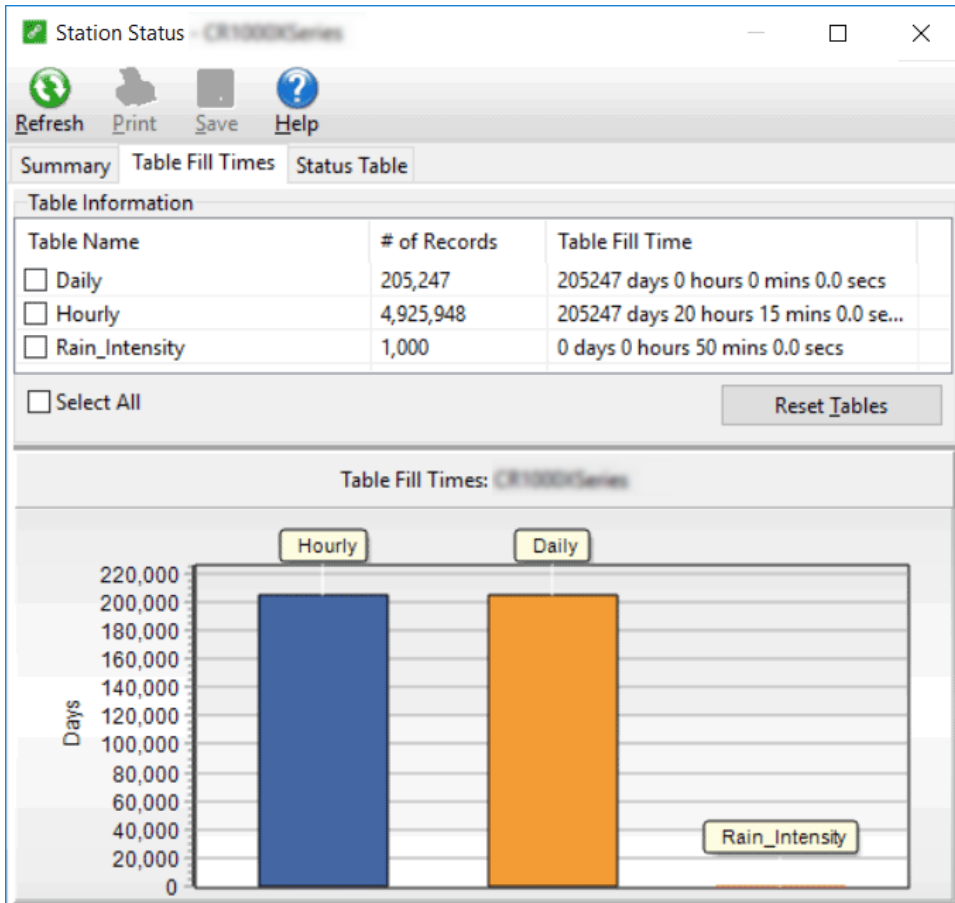 Station Status -
Refresh Print Save Help
Summary Table Fill Times Status Table
Table Information
Table Name # of Records Table Fill Time
Daily 205,247 205247 days 0 hours 0 mins 0.0 secs
Hourly 4,925,948 205247 days 20 hours 15 mins 0.0 se...
Rain_Intensity 1,000 0 days 0 hours 50 mins 0.0 secs
Select All Reset Tables
Table Fill Times:
Hourly Daily
220,000
200,000
180,000
160,000
140,000
120,000
100,000
80,000
60,000
40,000
20,000
0
Days
Rain_Intensity